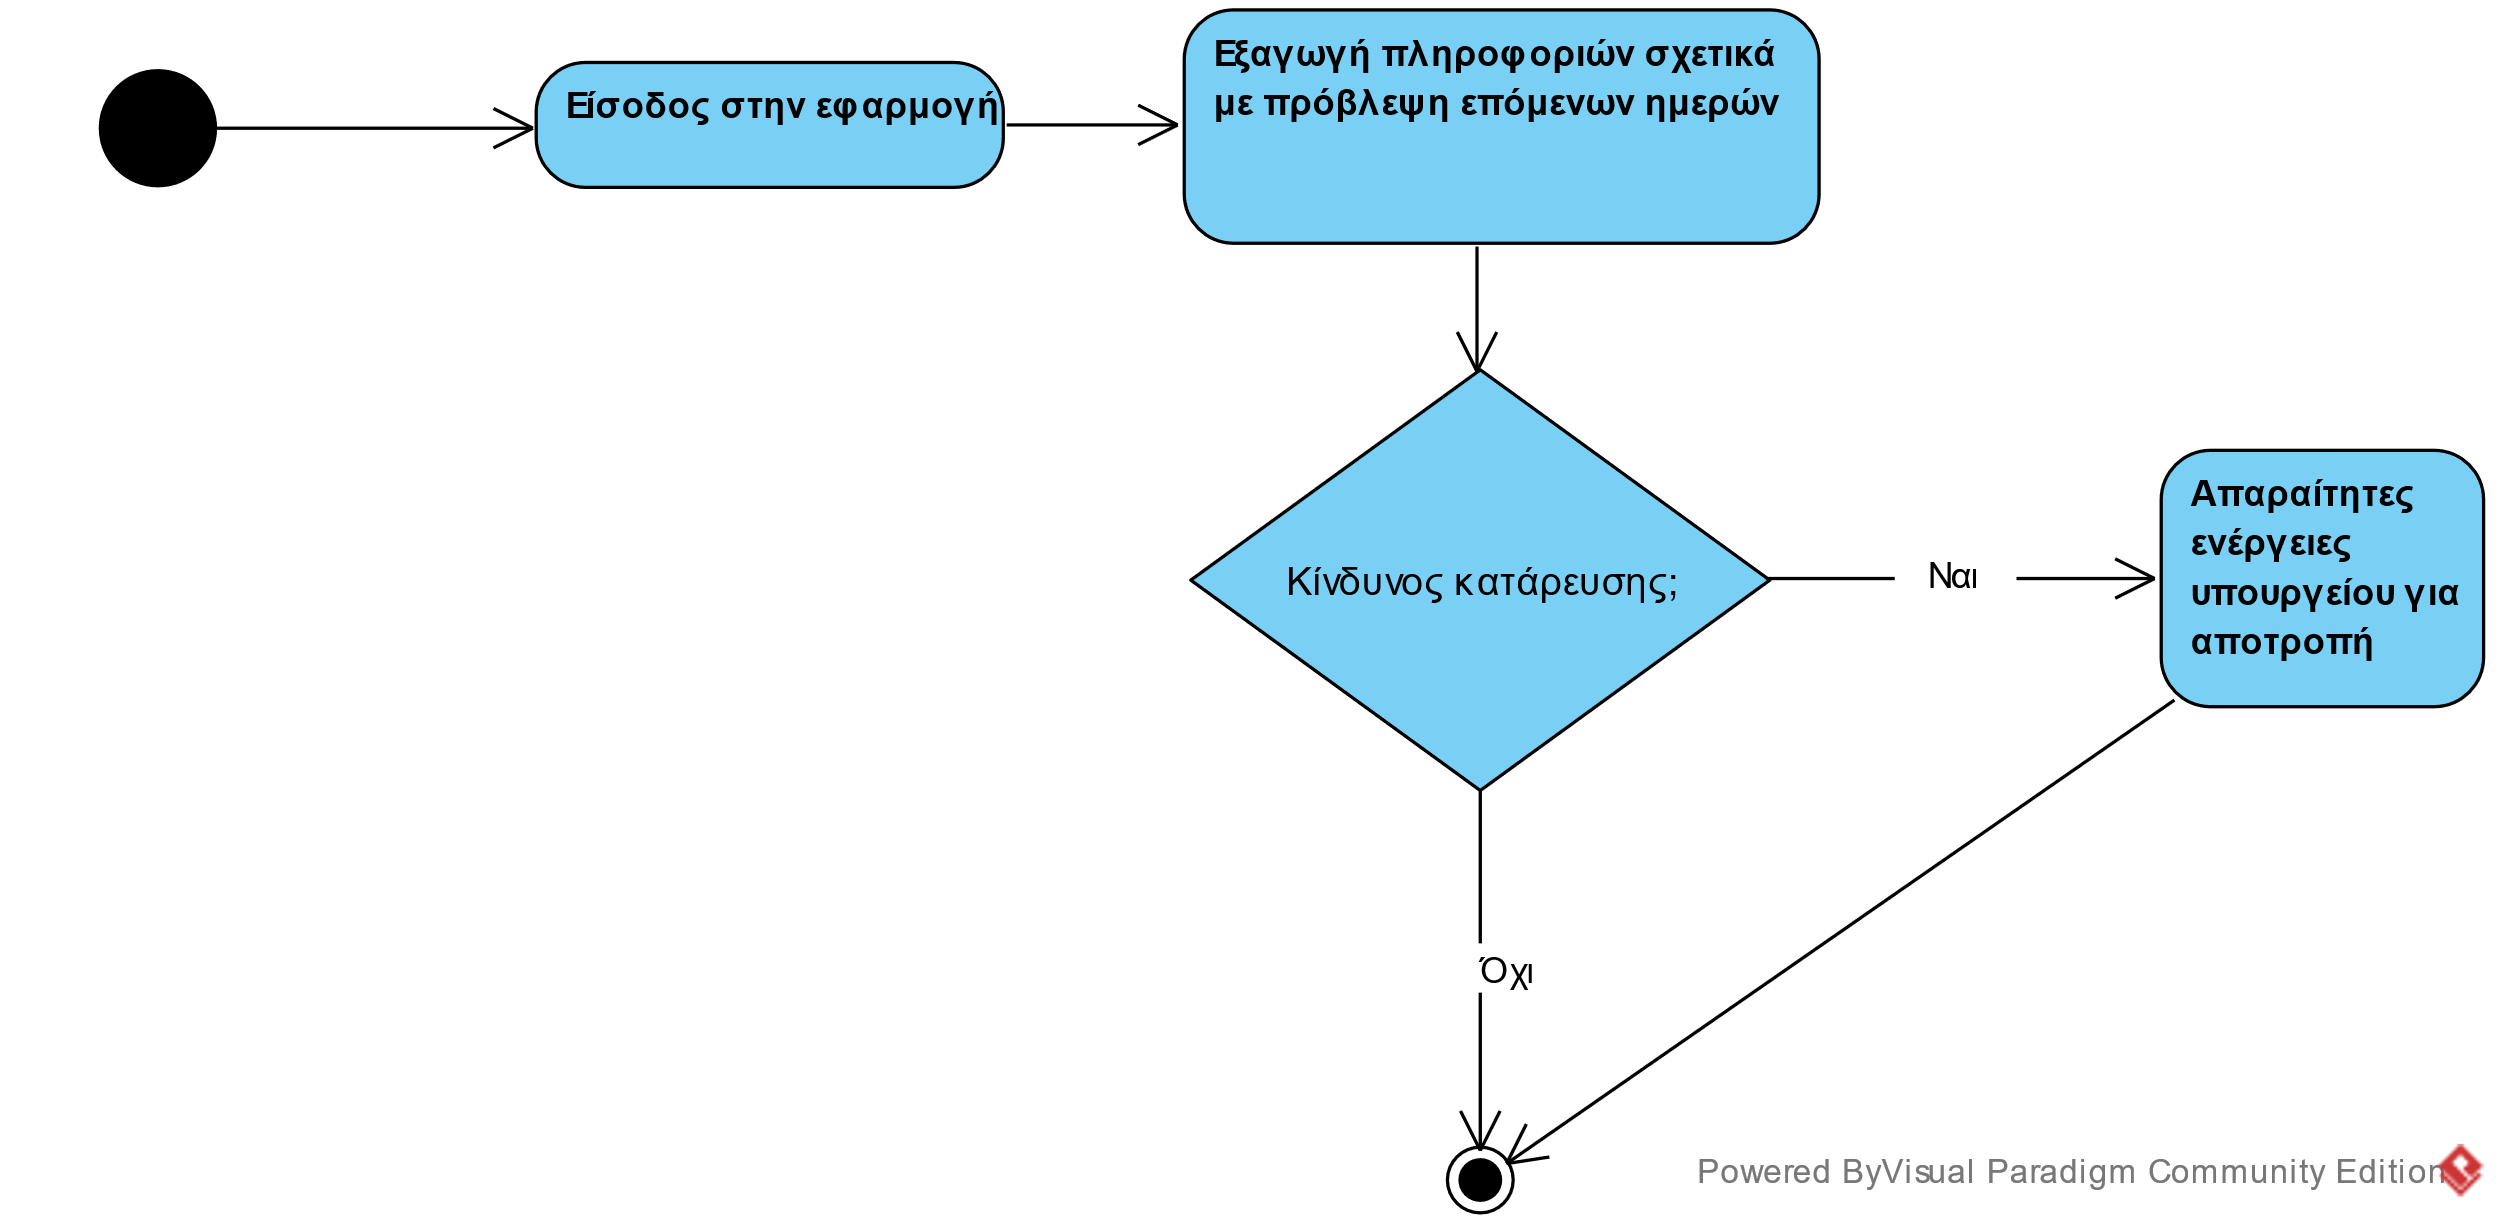 Είσοδος στην εφαρμογή
Εξαγωγή πληροφοριών σχετικά
με πρόβλεψη επόμενων ημερών
Κίνδυνος κατάρευσης;
Ναι
Απαραίτητες
ενέργειες
υπουργείου για
αποτροπή
Όχι
Powered ByVisual Paradigm Community Edition